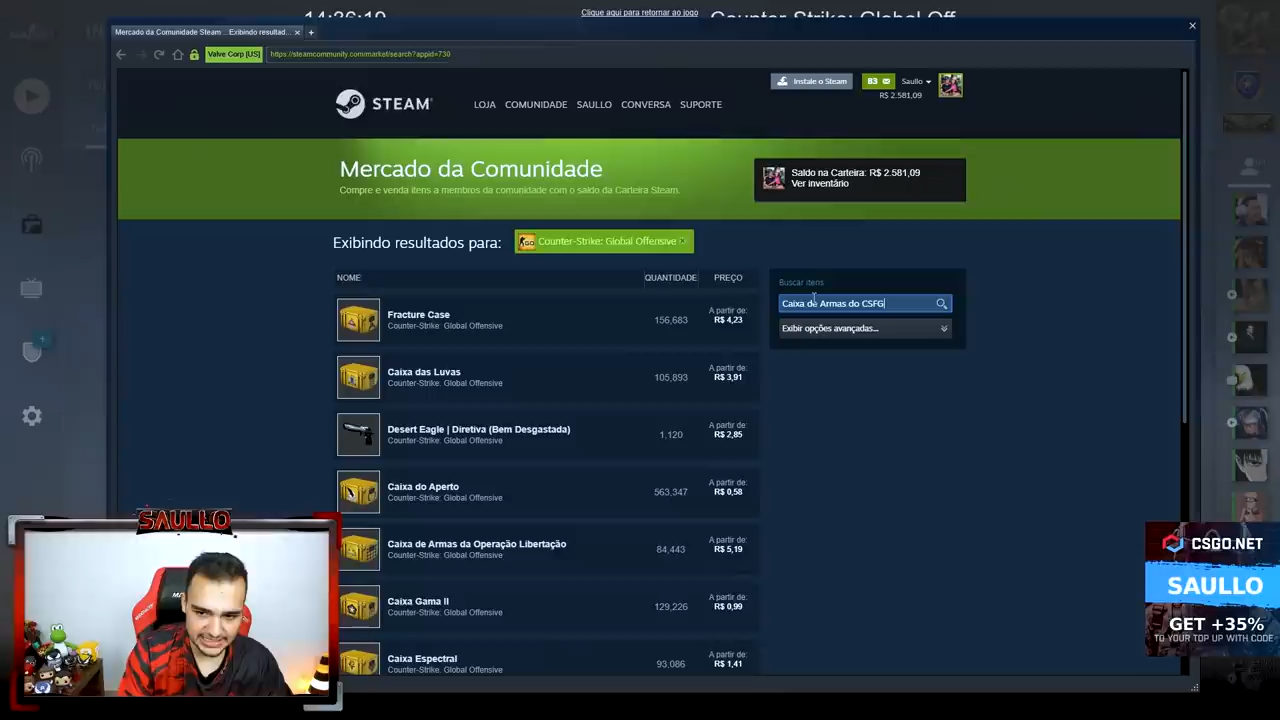 14:36:19
Clique aqui para retornar ao jogo
Counter-Strike: Global Off
Mercado da Comunidade Steam :: Exibindo resultad...
Valve Corp [US]
https://steamcommunity.com/market/search?appid=730
STEAM
LOJA COMUNIDADE SAULLO CONVERSA SUPORTE
Instale o Steam
83
Saullo
R$ 2.581,09
Mercado da Comunidade
Compre e venda itens a membros da comunidade com o saldo da Carteira Steam.
Saldo na Carteira: R$ 2.581,09
Ver inventário
Exibindo resultados para:
Counter-Strike: Global Offensive
NOME QUANTIDADE PREÇO
Fracture Case
Counter-Strike: Global Offensive
156,683
A partir de:
R$ 4,23
Caixa das Luvas
Counter-Strike: Global Offensive
105,893
A partir de:
R$ 3,91
Desert Eagle | Diretiva (Bem Desgastada)
Counter-Strike: Global Offensive
1,120
A partir de:
R$ 2,85
Caixa do Aperto
Counter-Strike: Global Offensive
563,347
A partir de:
R$ 0,58
Caixa de Armas da Operação Libertação
Counter-Strike: Global Offensive
84,443
A partir de:
R$ 5,19
Caixa Gama II
Counter-Strike: Global Offensive
129,226
A partir de:
R$ 0,99
Caixa Espectral
Counter-Strike: Global Offensive
93,086
A partir de:
R$ 1,41
Buscar itens
Caixa de Armas do CSFG
Exibir opções avançadas...
SAULLO
CSGO.NET
SAULLO
GET +35%
TO YOUR TOP UP WITH CODE